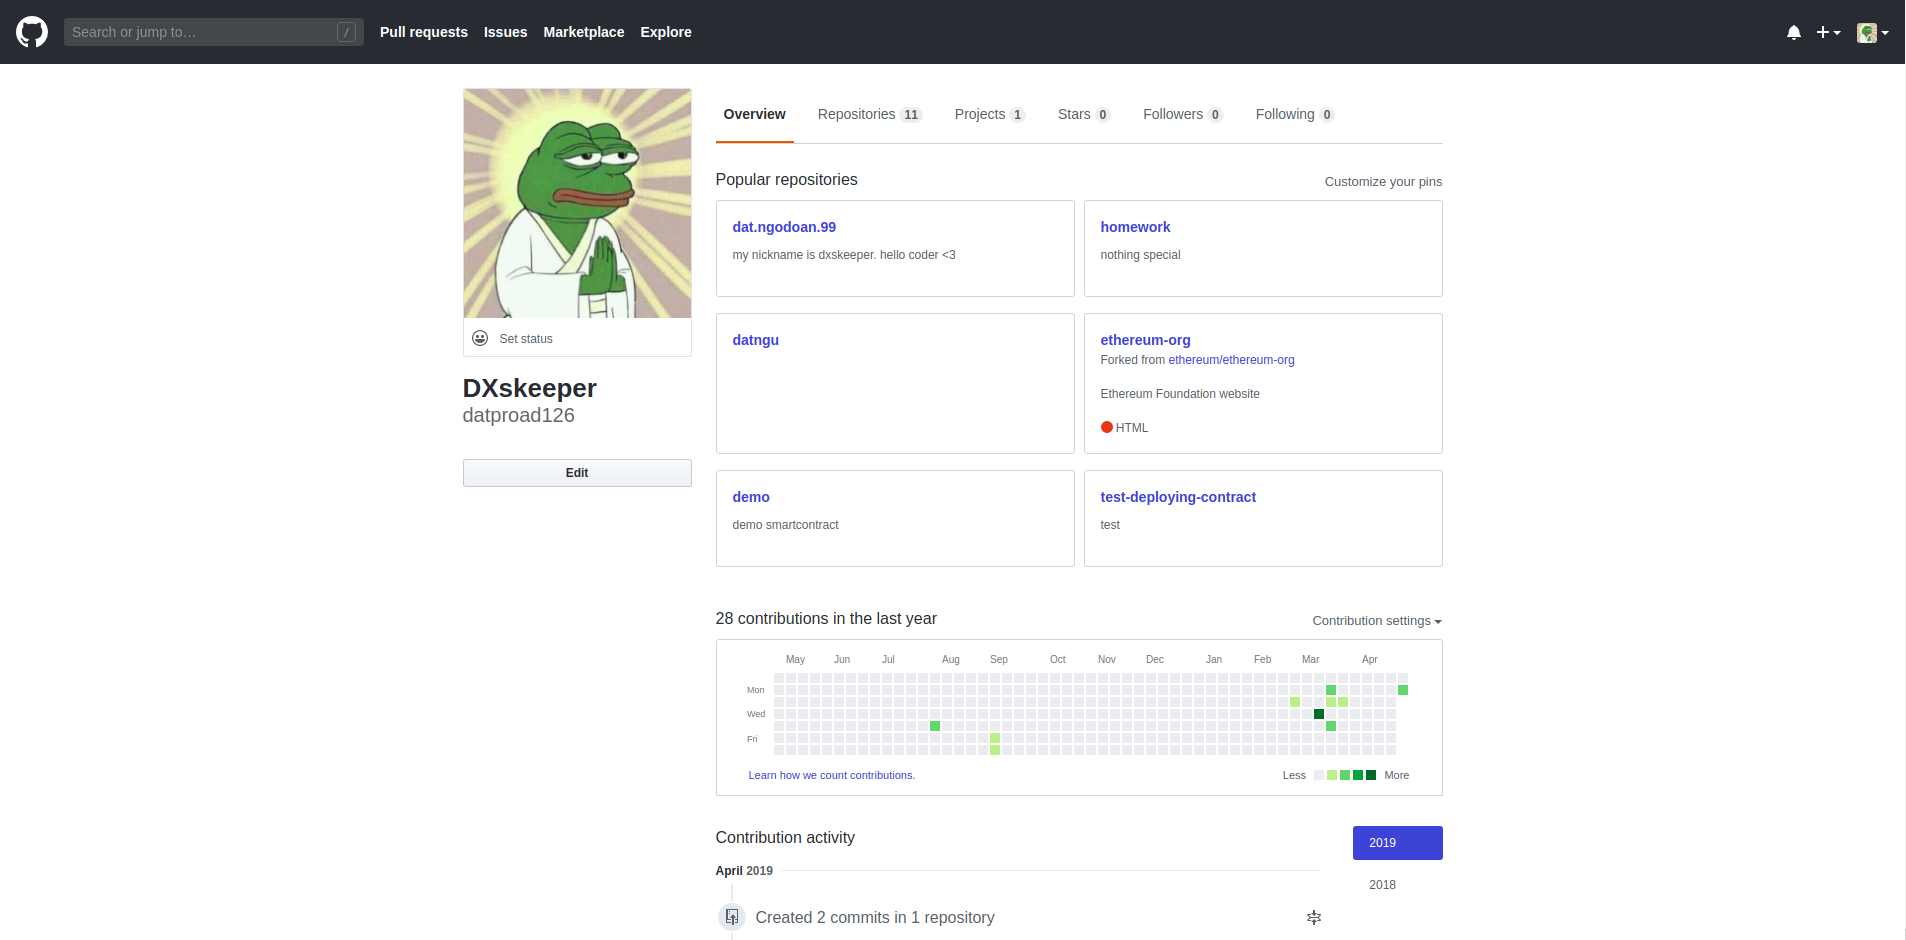 Search or jump to… /
Pull requests Issues Marketplace Explore
Overview Repositories 11 Projects 1 Stars 0 Followers 0 Following 0
Set status
DXskeeper
datproad126
Edit
Popular repositories
Customize your pins
dat.ngodoan.99
my nickname is dxskeeper. hello coder <3
homework
nothing special
datngu
ethereum-org
Forked from ethereum/ethereum-org
Ethereum Foundation website
HTML
demo
demo smartcontract
test-deploying-contract
test
28 contributions in the last year
Contribution settings
May Jun Jul Aug Sep Oct Nov Dec Jan Feb Mar Apr
Mon
Wed
Fri
Learn how we count contributions.
Less More
Contribution activity
2019
2018
April 2019
Created 2 commits in 1 repository